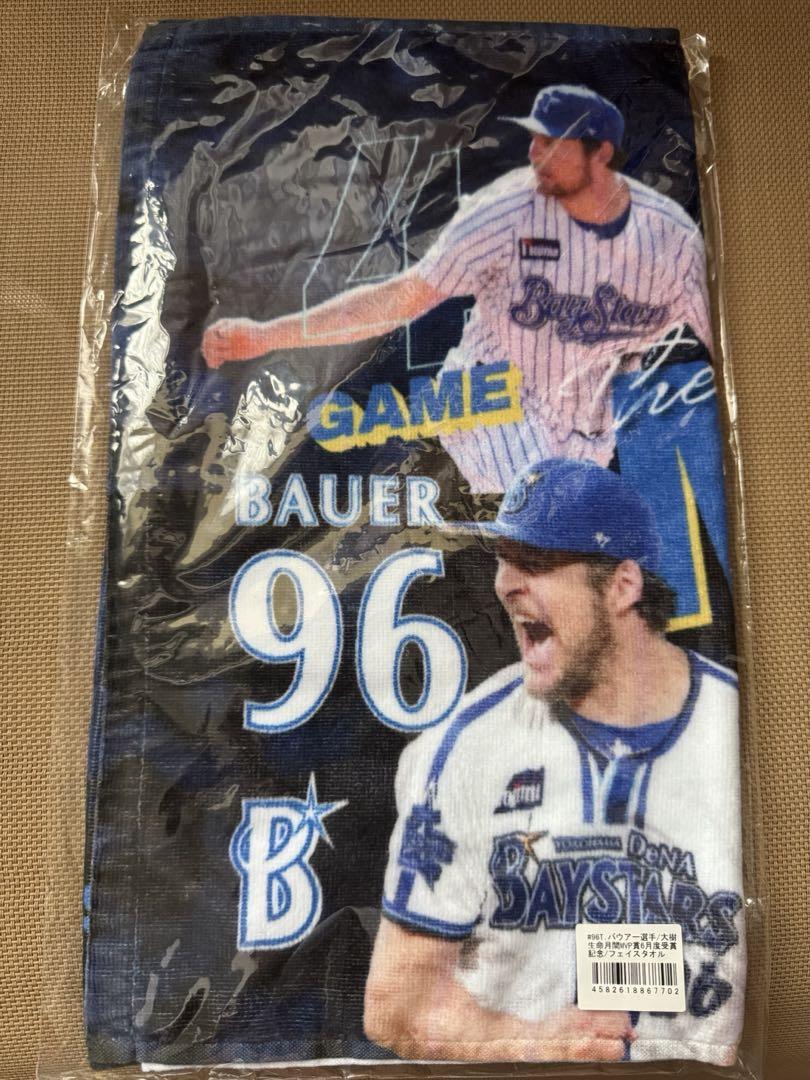 BayStars
GAME
the
BAUER
96
B
YOKOHAMA DeNA
BAYSTARS
96
#96T.バウアー選手/大樹
生命月間MVP賞6月度受賞
記念/フェイスタオル
4582618867702